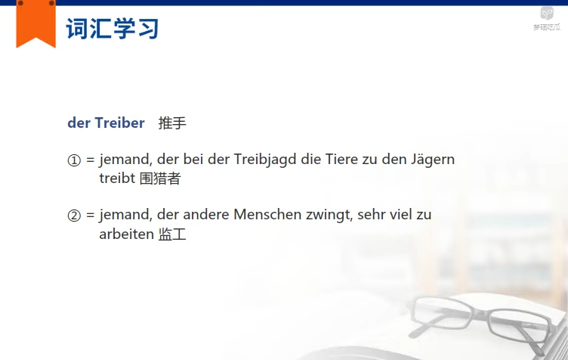 词汇学习
der Treiber 推手
① = jemand, der bei der Treibjagd die Tiere zu den Jägern
treibt 围猎者
② = jemand, der andere Menschen zwingt, sehr viel zu
arbeiten 监工